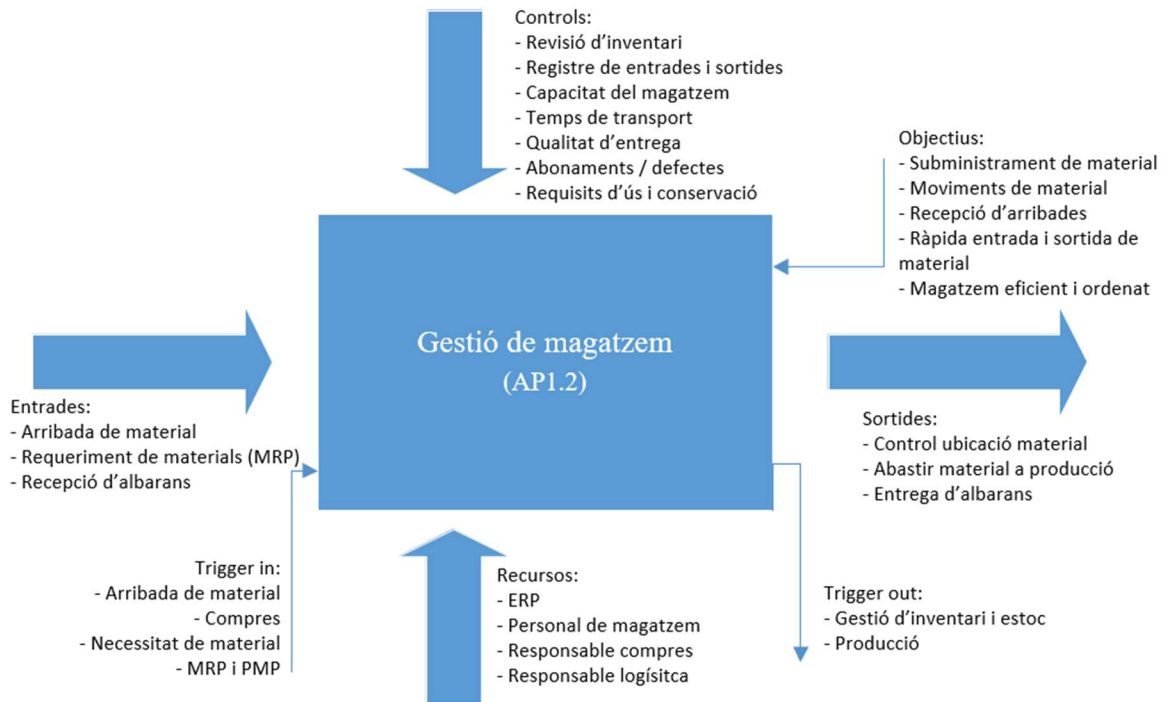 Controls:
- Revisió d'inventari
- Registre de entrades i sortides
- Capacitat del magatzem
- Temps de transport
- Qualitat d'entrega
- Abonaments / defectes
- Requisits d'ús i conservació
Objectius:
- Subministrament de material
- Moviments de material
- Recepció d'arribades
- Ràpida entrada i sortida de
material
- Magatzem eficient i ordenat
Gestió de magatzem
(AP1.2)
Entrades:
- Arribada de material
- Requeriment de materials (MRP)
- Recepció d'albarans
Sortides:
- Control ubicació material
- Abastir material a producció
- Entrega d'albarans
Trigger in:
- Arribada de material
- Compres
- Necessitat de material
- MRP i PMP
Recursos:
- ERP
- Personal de magatzem
- Responsable compres
- Responsable logísitca
Trigger out:
- Gestió d'inventari i estoc
- Producció